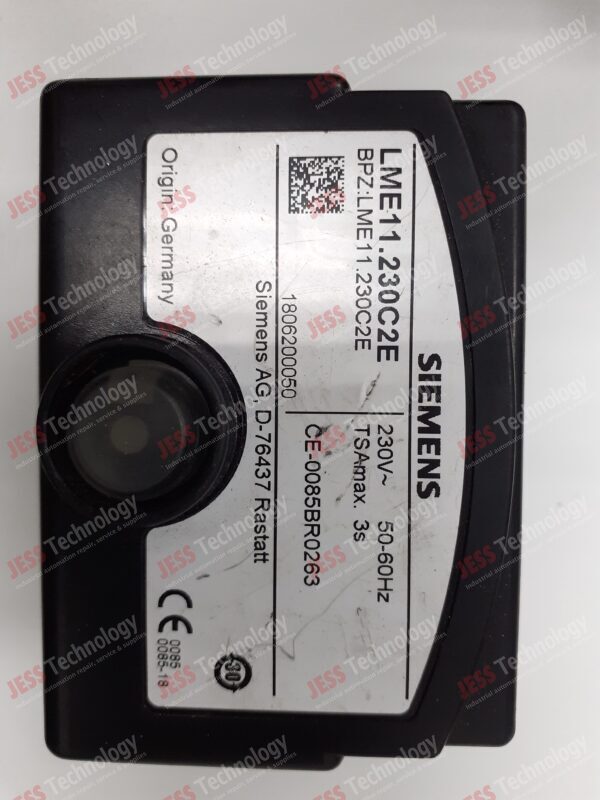 SIEMENS
LME11.230C2E
BPZ:LME11.230C2E
230V~ 50-60Hz
TSAmax. 3s
1806200050
CE-0085BR0263
Siemens AG, D-76437 Rastatt
Origin: Germany
CE
0085
0085-18
30
JESS Technology
Industrial automation repair, service & supplies